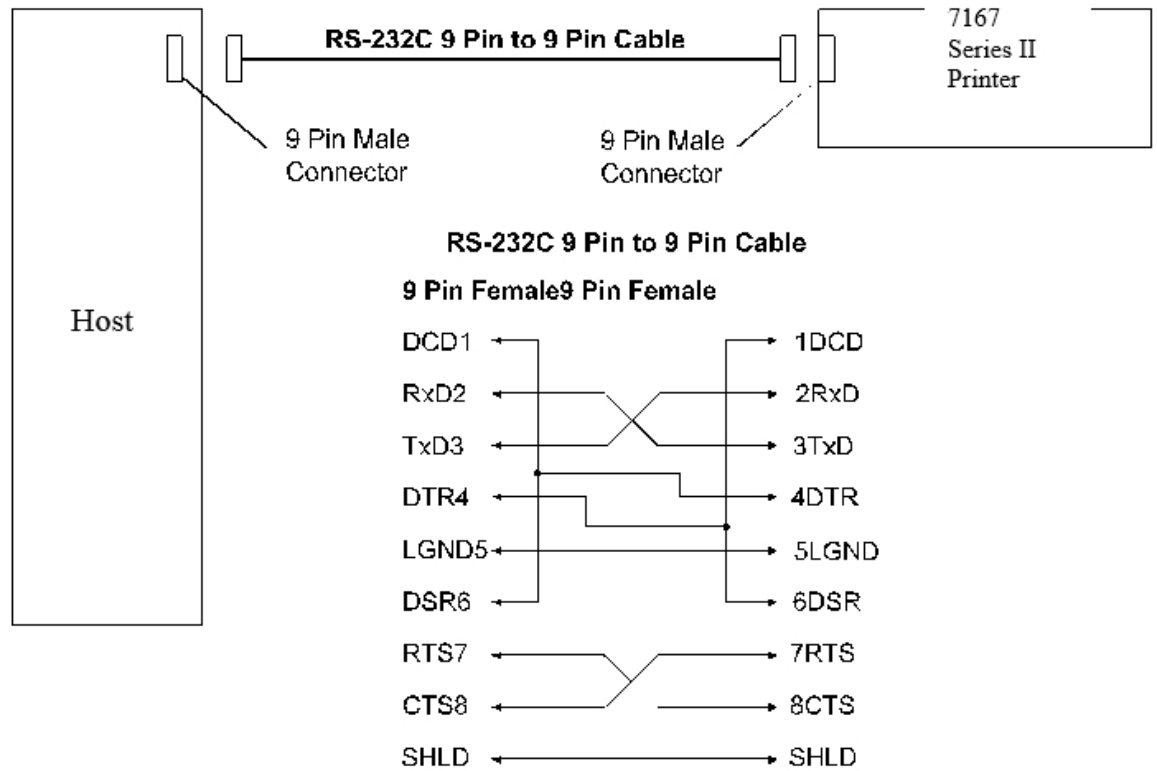 RS-232C 9 Pin to 9 Pin Cable
7167
Series II
Printer
9 Pin Male
Connector
9 Pin Male
Connector
Host
RS-232C 9 Pin to 9 Pin Cable
9 Pin Female9 Pin Female
DCD1 1DCD
RxD2 2RxD
TxD3 3TxD
DTR4 4DTR
LGND5 5LGND
DSR6 6DSR
RTS7 7RTS
CTS8 8CTS
SHLD SHLD